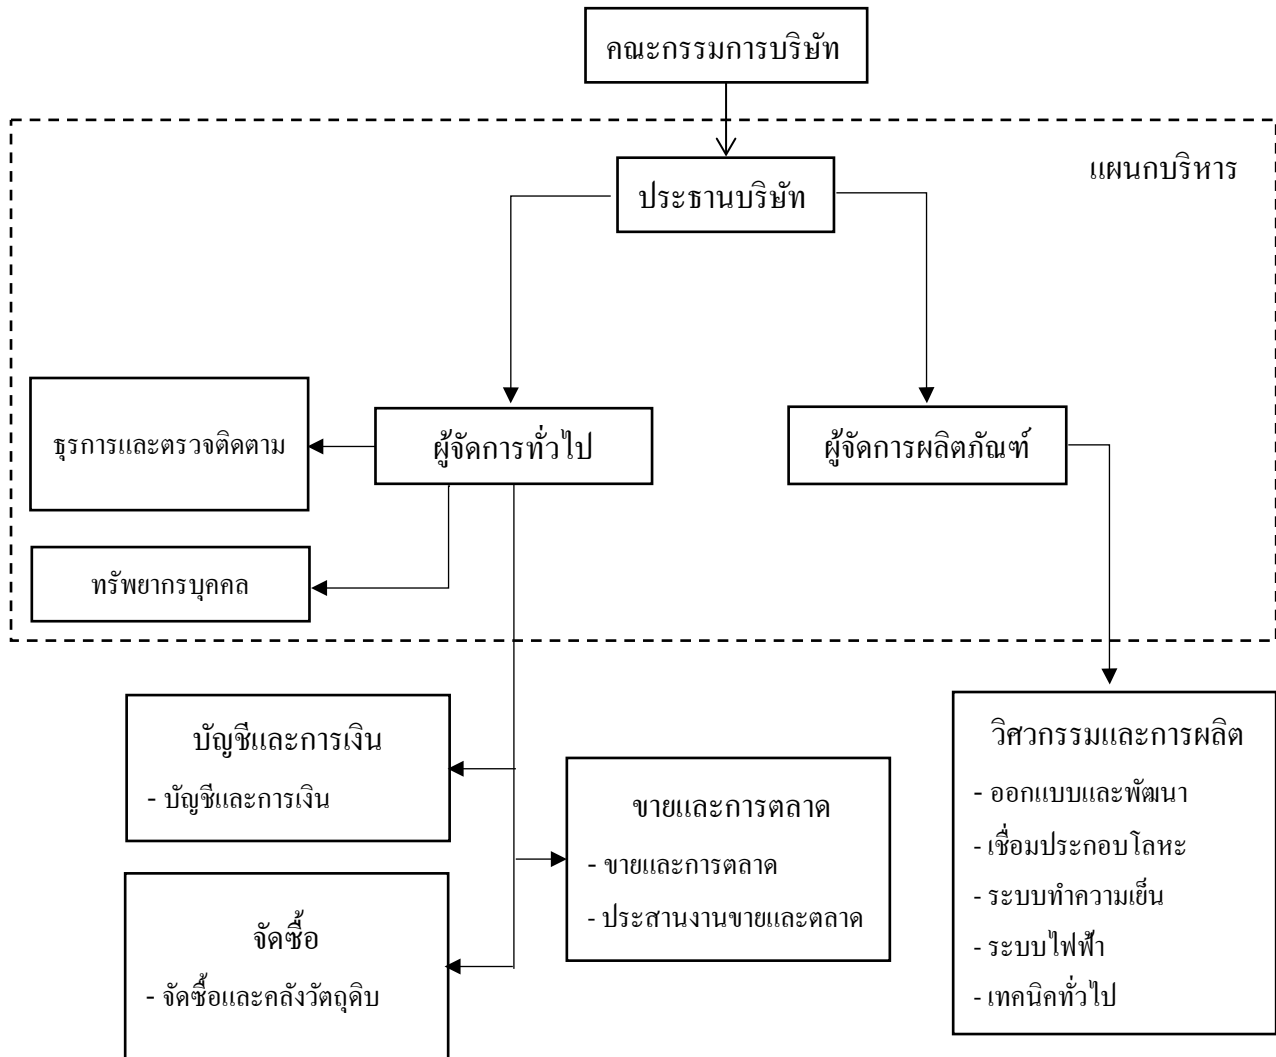 คณะกรรมการบริษัท
แผนกบริหาร
ประธานบริษัท
ธุรการและตรวจติดตาม
ผู้จัดการทั่วไป
ผู้จัดการผลิตภัณฑ์
ทรัพยากรบุคคล
บัญชีและการเงิน
- บัญชีและการเงิน
ขายและการตลาด
- ขายและการตลาด
- ประสานงานขายและตลาด
จัดซื้อ
- จัดซื้อและคลังวัตถุดิบ
วิศวกรรมและการผลิต
- ออกแบบและพัฒนา
- เชื่อมประกอบโลหะ
- ระบบทำความเย็น
- ระบบไฟฟ้า
- เทคนิคทั่วไป